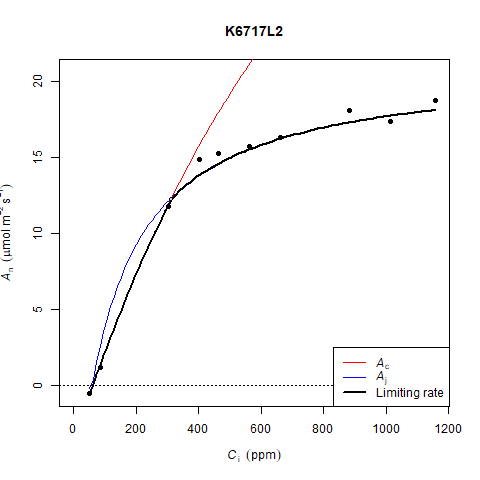 K6717L2
20
15
10
5
0
Aₙ (μmol m⁻² s⁻¹)
A_c
A_j
Limiting rate
0 200 400 600 800 1000 1200
C_i (ppm)